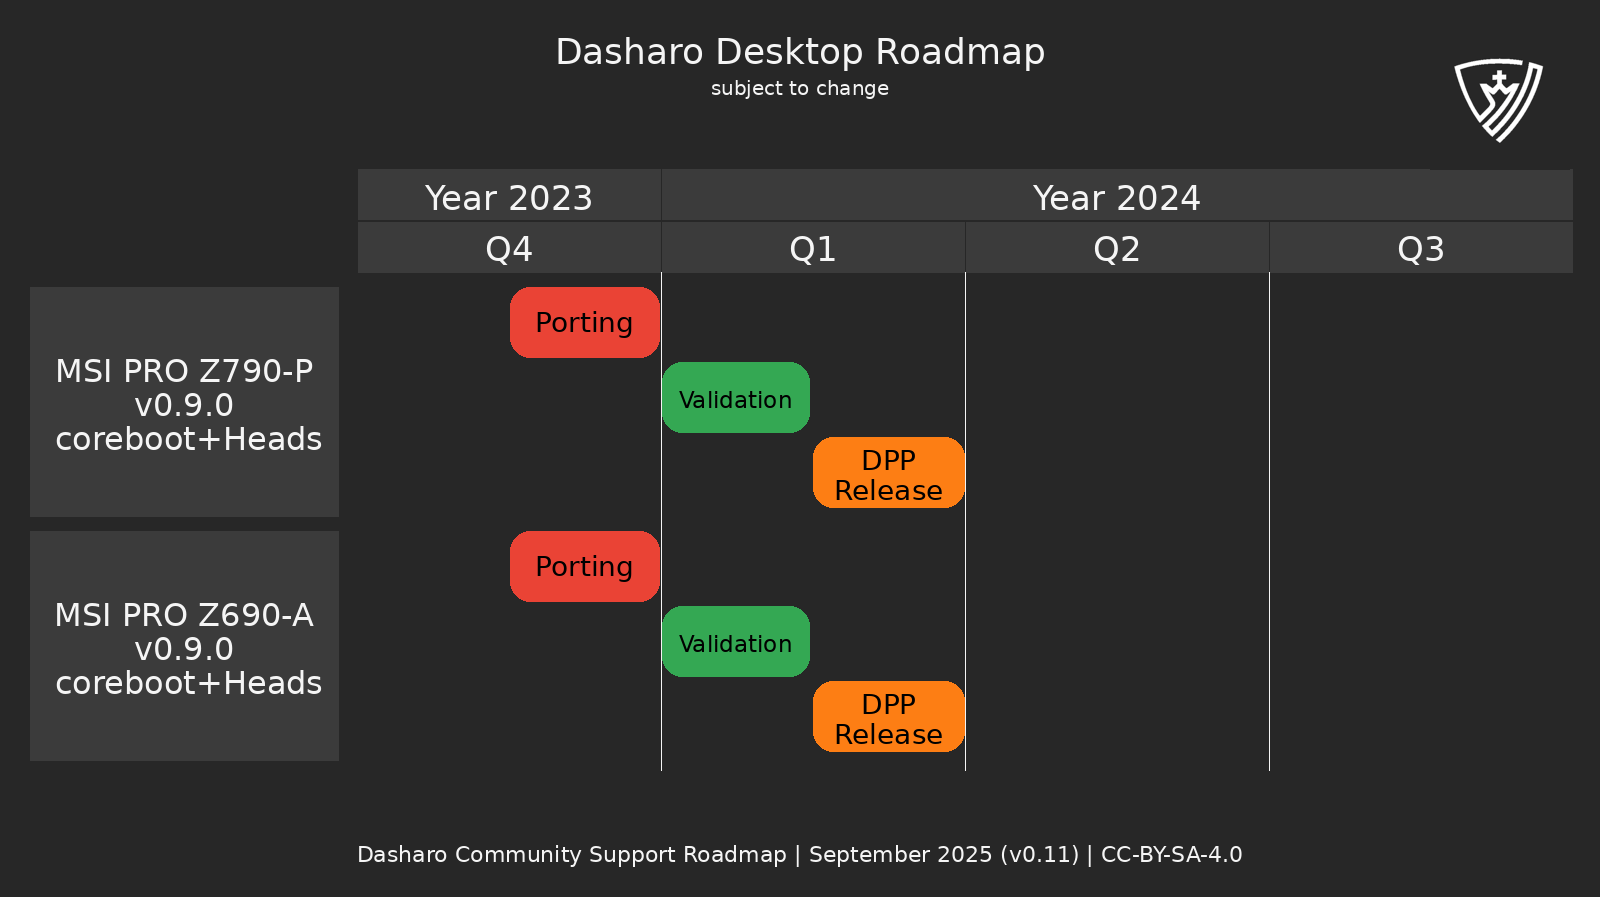 Dasharo Desktop Roadmap
subject to change
Year 2023
Year 2024
Q4
Q1
Q2
Q3
MSI PRO Z790-P
v0.9.0
coreboot+Heads
Porting
Validation
DPP
Release
MSI PRO Z690-A
v0.9.0
coreboot+Heads
Porting
Validation
DPP
Release
Dasharo Community Support Roadmap | September 2025 (v0.11) | CC-BY-SA-4.0